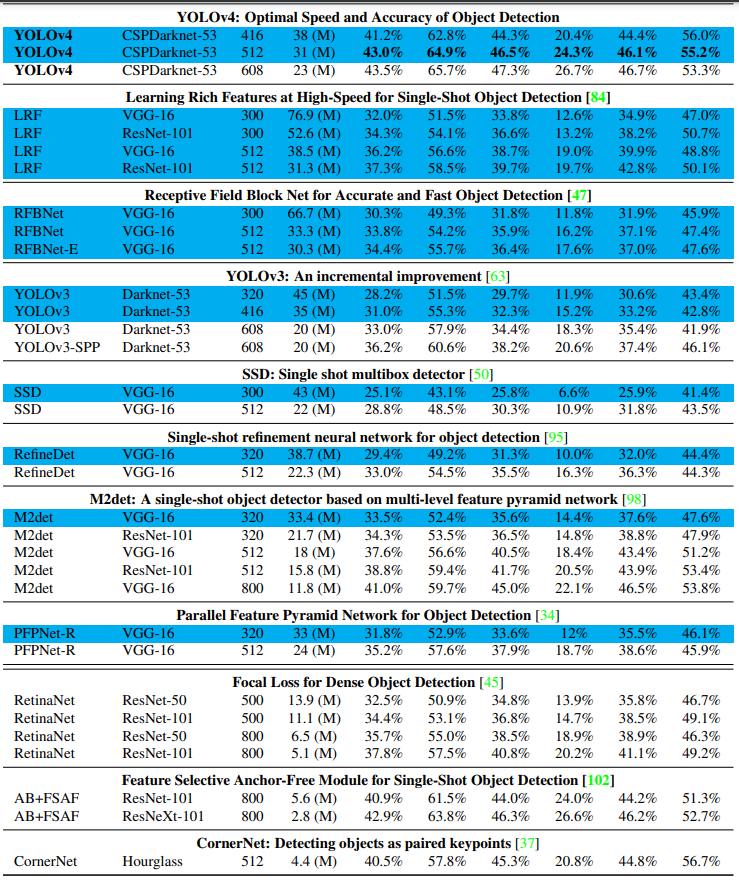 YOLOv4: Optimal Speed and Accuracy of Object Detection
YOLOv4 CSPDarknet-53 416 38 (M) 41.2% 62.8% 44.3% 20.4% 44.4% 56.0%
YOLOv4 CSPDarknet-53 512 31 (M) 43.0% 64.9% 46.5% 24.3% 46.1% 55.2%
YOLOv4 CSPDarknet-53 608 23 (M) 43.5% 65.7% 47.3% 26.7% 46.7% 53.3%
Learning Rich Features at High-Speed for Single-Shot Object Detection [84]
LRF VGG-16 300 76.9 (M) 32.0% 51.5% 33.8% 12.6% 34.9% 47.0%
LRF ResNet-101 300 52.6 (M) 34.3% 54.1% 36.6% 13.2% 38.2% 50.7%
LRF VGG-16 512 38.5 (M) 36.2% 56.6% 38.7% 19.0% 39.9% 48.8%
LRF ResNet-101 512 31.3 (M) 37.3% 58.5% 39.7% 19.7% 42.8% 50.1%
Receptive Field Block Net for Accurate and Fast Object Detection [47]
RFBNet VGG-16 300 66.7 (M) 30.3% 49.3% 31.8% 11.8% 31.9% 45.9%
RFBNet VGG-16 512 33.3 (M) 33.8% 54.2% 35.9% 16.2% 37.1% 47.4%
RFBNet-E VGG-16 512 30.3 (M) 34.4% 55.7% 36.4% 17.6% 37.0% 47.6%
YOLOv3: An incremental improvement [63]
YOLOv3 Darknet-53 320 45 (M) 28.2% 51.5% 29.7% 11.9% 30.6% 43.4%
YOLOv3 Darknet-53 416 35 (M) 31.0% 55.3% 32.3% 15.2% 33.2% 42.8%
YOLOv3 Darknet-53 608 20 (M) 33.0% 57.9% 34.4% 18.3% 35.4% 41.9%
YOLOv3-SPP Darknet-53 608 20 (M) 36.2% 60.6% 38.2% 20.6% 37.4% 46.1%
SSD: Single shot multibox detector [50]
SSD VGG-16 300 43 (M) 25.1% 43.1% 25.8% 6.6% 25.9% 41.4%
SSD VGG-16 512 22 (M) 28.8% 48.5% 30.3% 10.9% 31.8% 43.5%
Single-shot refinement neural network for object detection [95]
RefineDet VGG-16 320 38.7 (M) 29.4% 49.2% 31.3% 10.0% 32.0% 44.4%
RefineDet VGG-16 512 22.3 (M) 33.0% 54.5% 35.5% 16.3% 36.3% 44.3%
M2det: A single-shot object detector based on multi-level feature pyramid network [98]
M2det VGG-16 320 33.4 (M) 33.5% 52.4% 35.6% 14.4% 37.6% 47.6%
M2det ResNet-101 320 21.7 (M) 34.3% 53.5% 36.5% 14.8% 38.8% 47.9%
M2det VGG-16 512 18 (M) 37.6% 56.6% 40.5% 18.4% 43.4% 51.2%
M2det ResNet-101 512 15.8 (M) 38.8% 59.4% 41.7% 20.5% 43.9% 53.4%
M2det VGG-16 800 11.8 (M) 41.0% 59.7% 45.0% 22.1% 46.5% 53.8%
Parallel Feature Pyramid Network for Object Detection [34]
PFPNet-R VGG-16 320 33 (M) 31.8% 52.9% 33.6% 12% 35.5% 46.1%
PFPNet-R VGG-16 512 24 (M) 35.2% 57.6% 37.9% 18.7% 38.6% 45.9%
Focal Loss for Dense Object Detection [45]
RetinaNet ResNet-50 500 13.9 (M) 32.5% 50.9% 34.8% 13.9% 35.8% 46.7%
RetinaNet ResNet-101 500 11.1 (M) 34.4% 53.1% 36.8% 14.7% 38.5% 49.1%
RetinaNet ResNet-50 800 6.5 (M) 35.7% 55.0% 38.5% 18.9% 38.9% 46.3%
RetinaNet ResNet-101 800 5.1 (M) 37.8% 57.5% 40.8% 20.2% 41.1% 49.2%
Feature Selective Anchor-Free Module for Single-Shot Object Detection [102]
AB+FSAF ResNet-101 800 5.6 (M) 40.9% 61.5% 44.0% 24.0% 44.2% 51.3%
AB+FSAF ResNeXt-101 800 2.8 (M) 42.9% 63.8% 46.3% 26.6% 46.2% 52.7%
CornerNet: Detecting objects as paired keypoints [37]
CornerNet Hourglass 512 4.4 (M) 40.5% 57.8% 45.3% 20.8% 44.8% 56.7%